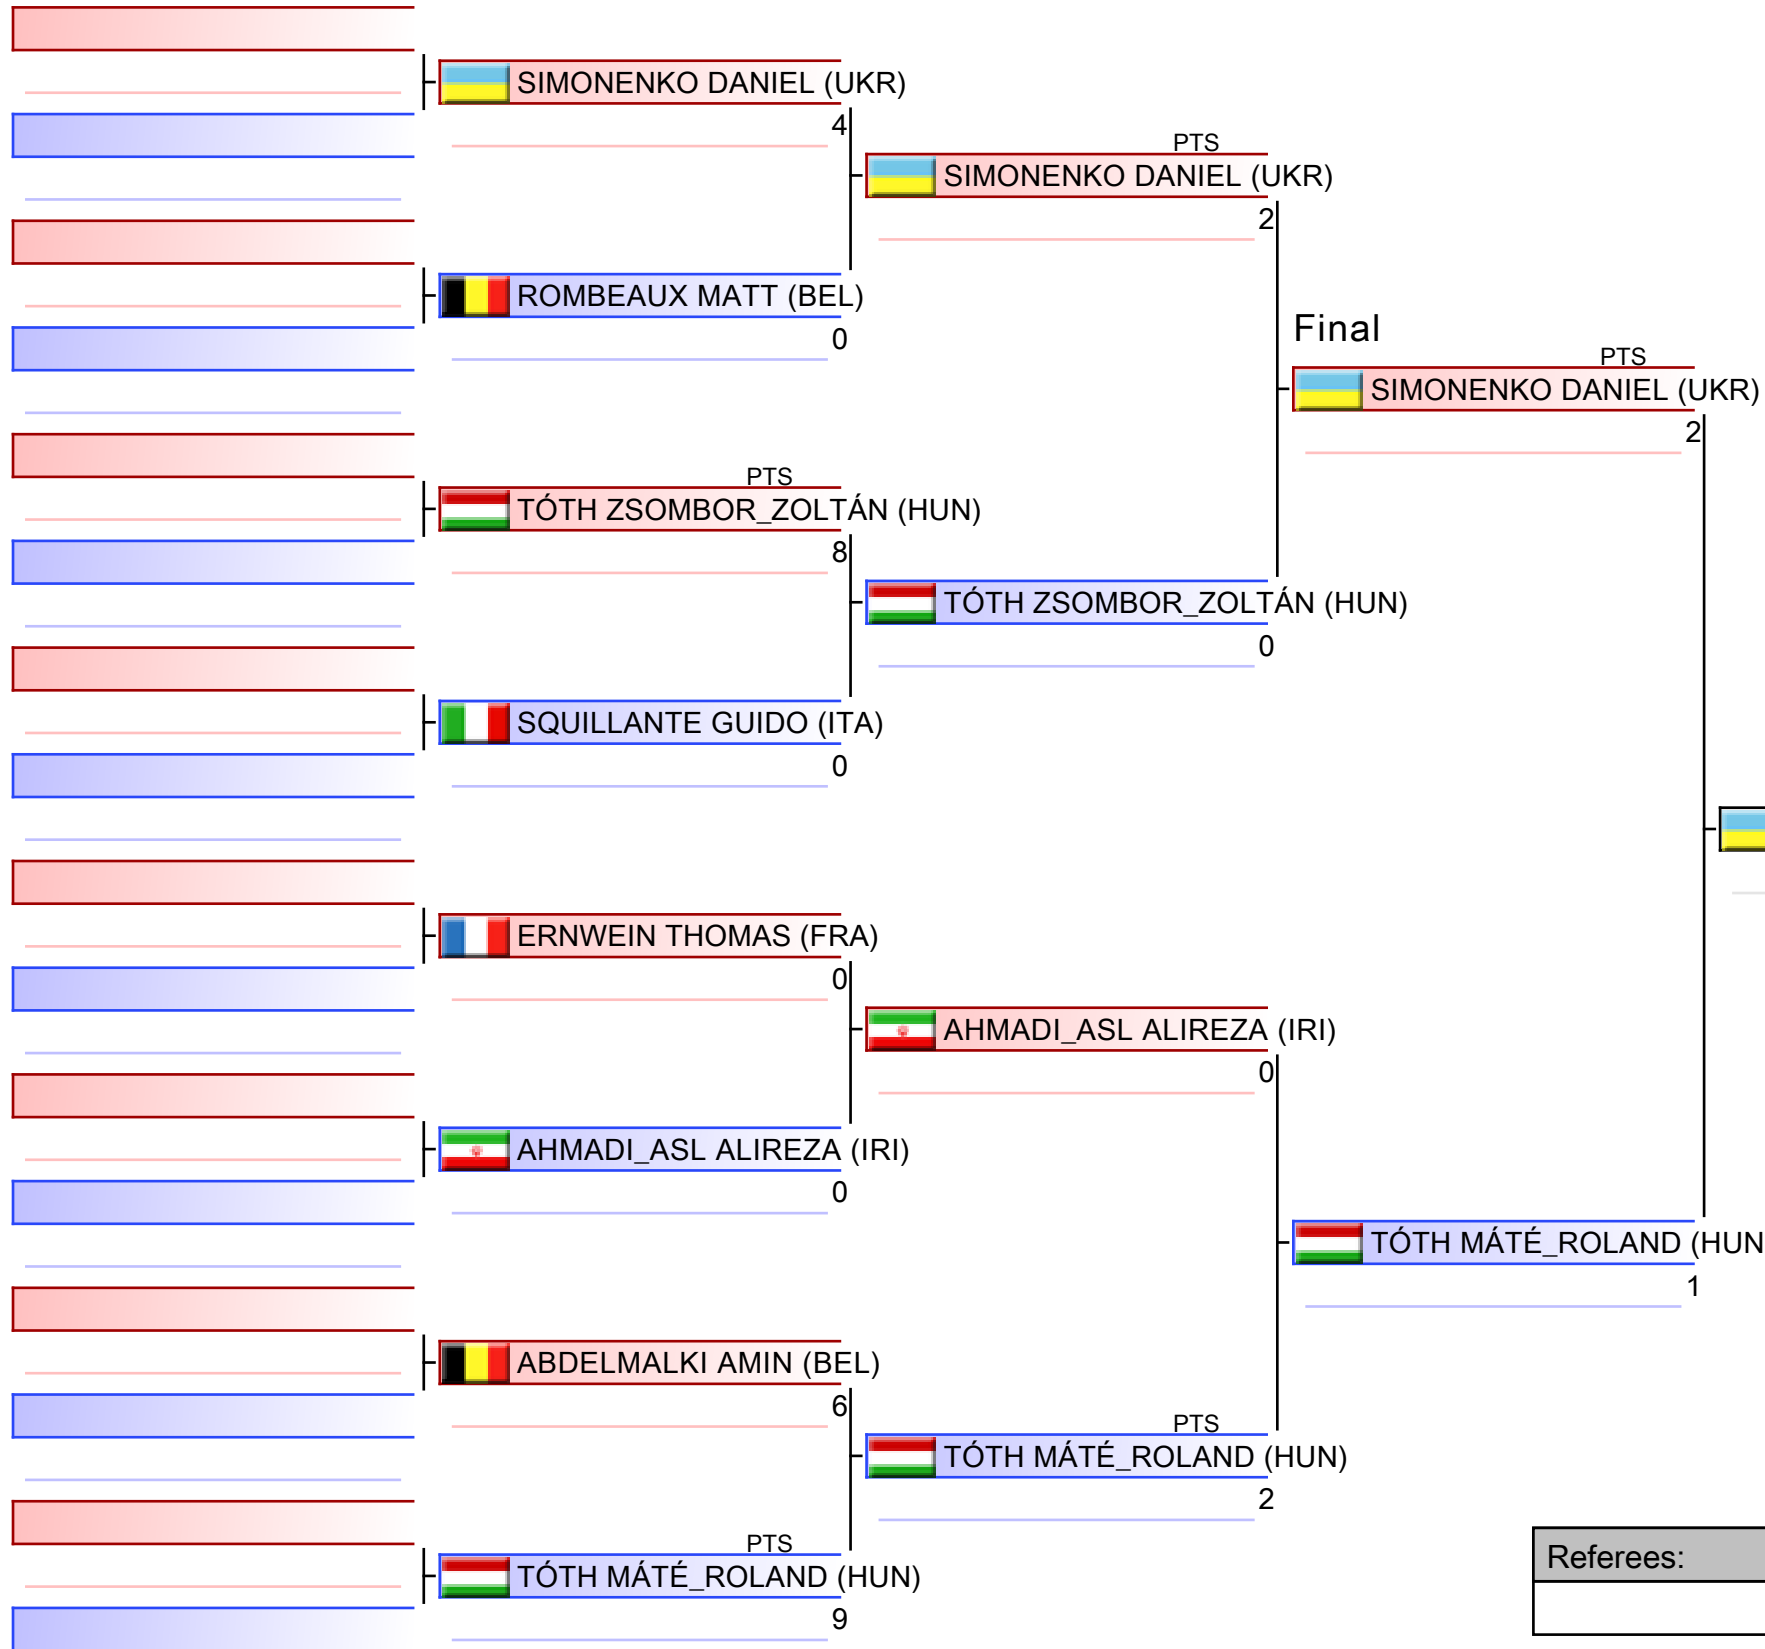 SIMONENKO DANIEL (UKR)
4
ROMBEAUX MATT (BEL)
0
PTS
TÓTH ZSOMBOR_ZOLTÁN (HUN)
8
SQUILLANTE GUIDO (ITA)
0
ERNWEIN THOMAS (FRA)
0
AHMADI_ASL ALIREZA (IRI)
0
ABDELMALKI AMIN (BEL)
6
PTS
TÓTH MÁTÉ_ROLAND (HUN)
9
PTS
SIMONENKO DANIEL (UKR)
2
TÓTH ZSOMBOR_ZOLTÁN (HUN)
0
AHMADI_ASL ALIREZA (IRI)
0
PTS
TÓTH MÁTÉ_ROLAND (HUN)
2
Final
PTS
SIMONENKO DANIEL (UKR)
2
TÓTH MÁTÉ_ROLAND (HUN
1
Referees: